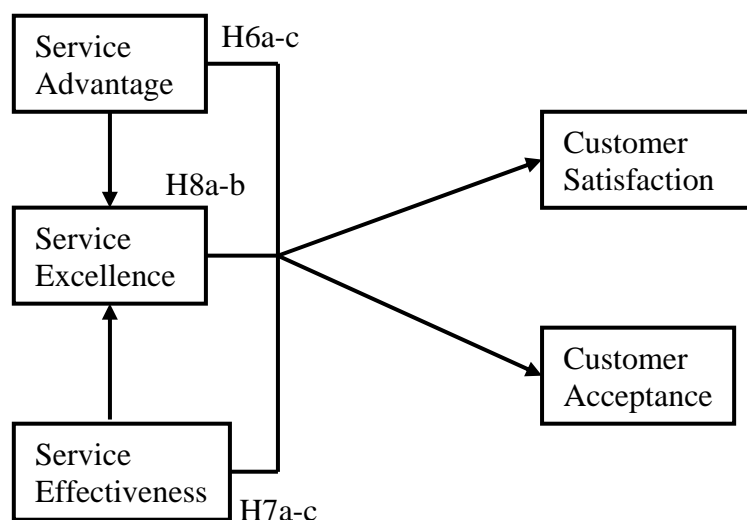 Service
Advantage
H6a-c
Customer
Satisfaction
H8a-b
Service
Excellence
Customer
Acceptance
Service
Effectiveness
H7a-c